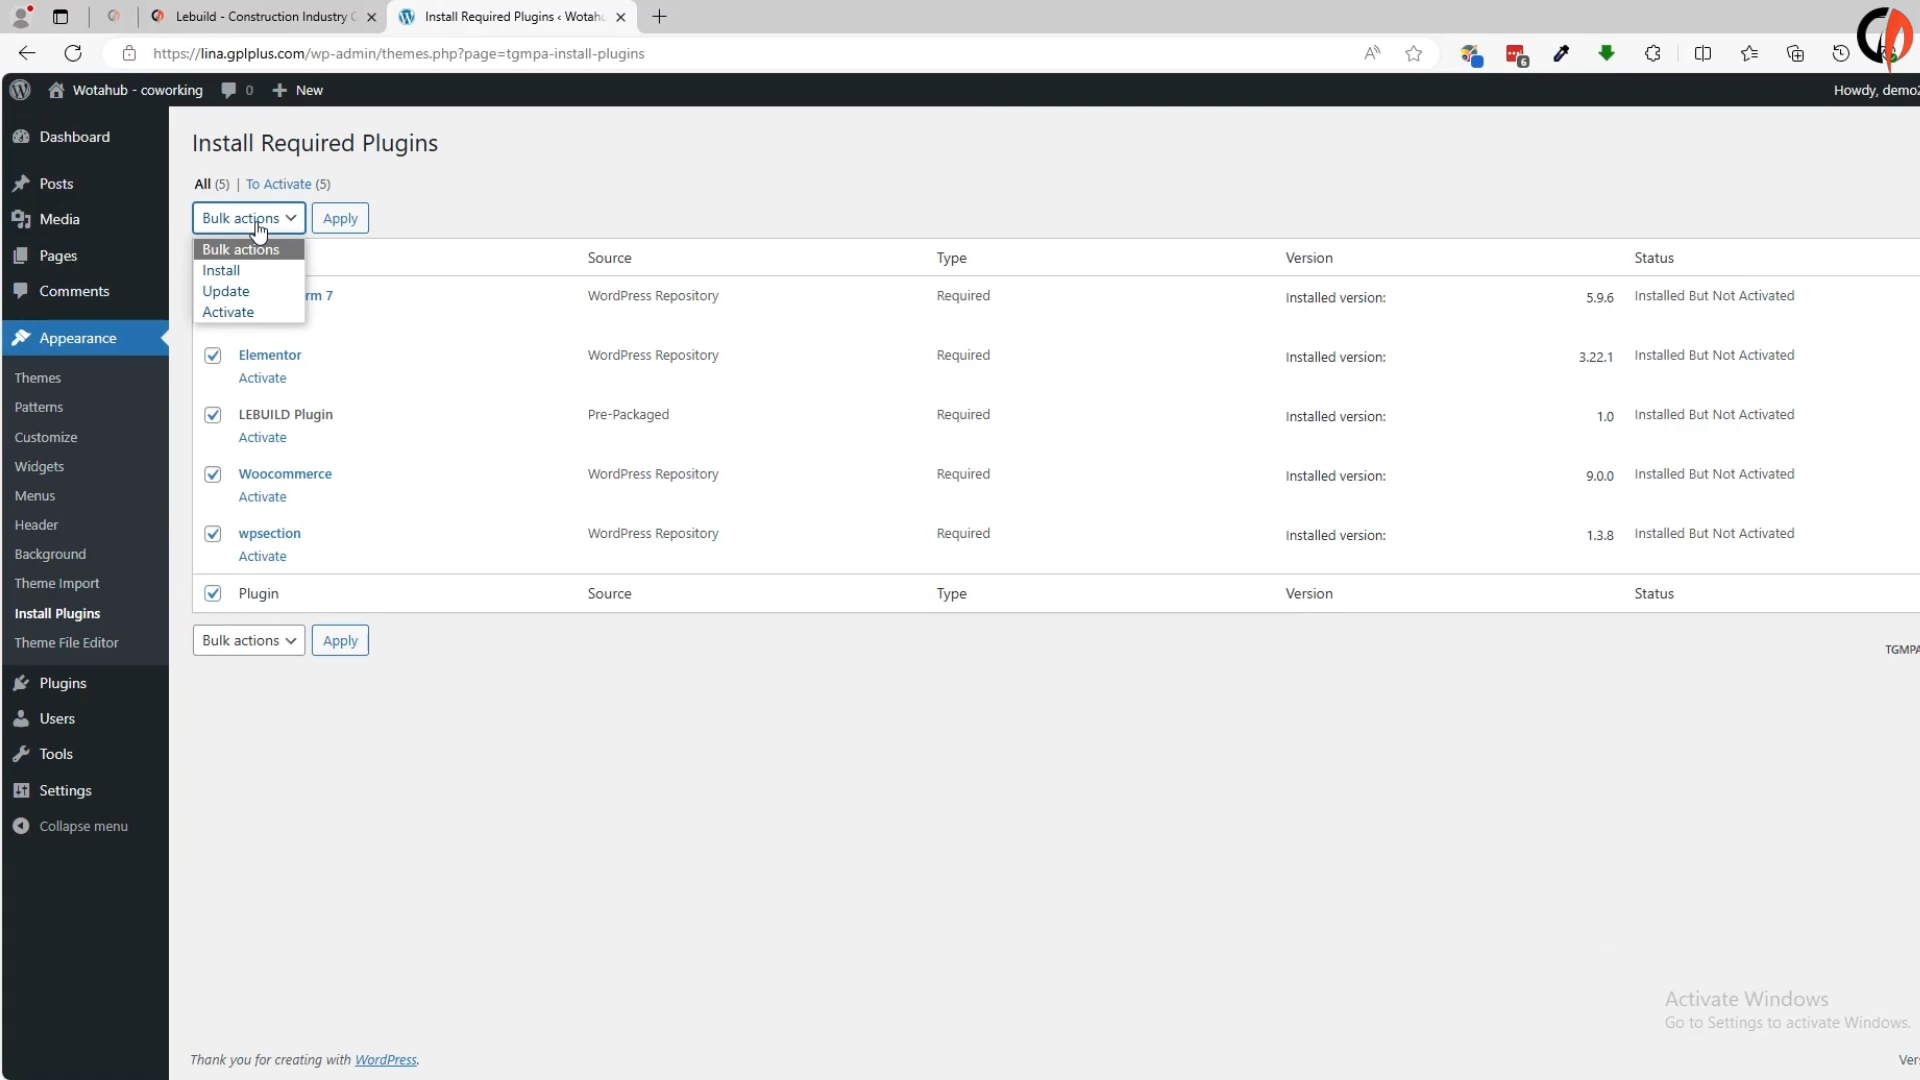 Lebuild - Construction Industry C
Install Required Plugins ‹ Wotahu
https://lina.gplplus.com/wp-admin/themes.php?page=tgmpa-install-plugins
6
Wotahub - coworking
0
New
Howdy, demo2
Dashboard
Posts
Media
Pages
Comments
Appearance
Themes
Patterns
Customize
Widgets
Menus
Header
Background
Theme Import
Install Plugins
Theme File Editor
Plugins
Users
Tools
Settings
Collapse menu
Install Required Plugins
All (5) | To Activate (5)
Bulk actions
Apply
Bulk actions
Install
Update
Activate
Source Type Version Status
rm 7 WordPress Repository Required Installed version: 5.9.6 Installed But Not Activated
Elementor WordPress Repository Required Installed version: 3.22.1 Installed But Not Activated
Activate
LEBUILD Plugin Pre-Packaged Required Installed version: 1.0 Installed But Not Activated
Activate
Woocommerce WordPress Repository Required Installed version: 9.0.0 Installed But Not Activated
Activate
wpsection WordPress Repository Required Installed version: 1.3.8 Installed But Not Activated
Activate
Plugin Source Type Version Status
Bulk actions Apply
TGMPA
Activate Windows
Go to Settings to activate Windows.
Thank you for creating with WordPress.
Vers